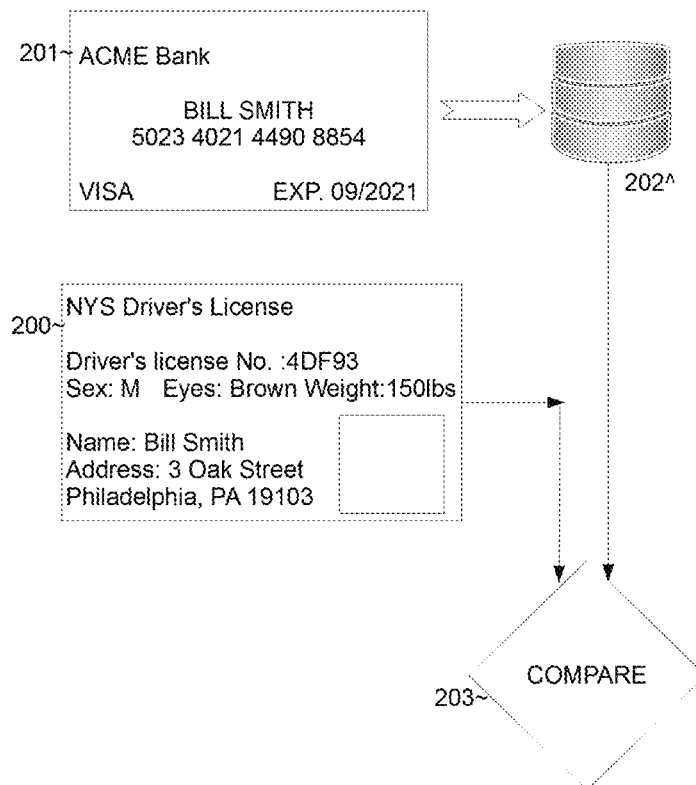 201~ ACME Bank
BILL SMITH
5023 4021 4490 8854
VISA EXP. 09/2021
202^
200~ NYS Driver's License
Driver's license No. :4DF93
Sex: M Eyes: Brown Weight:150lbs
Name: Bill Smith
Address: 3 Oak Street
Philadelphia, PA 19103
COMPARE
203~